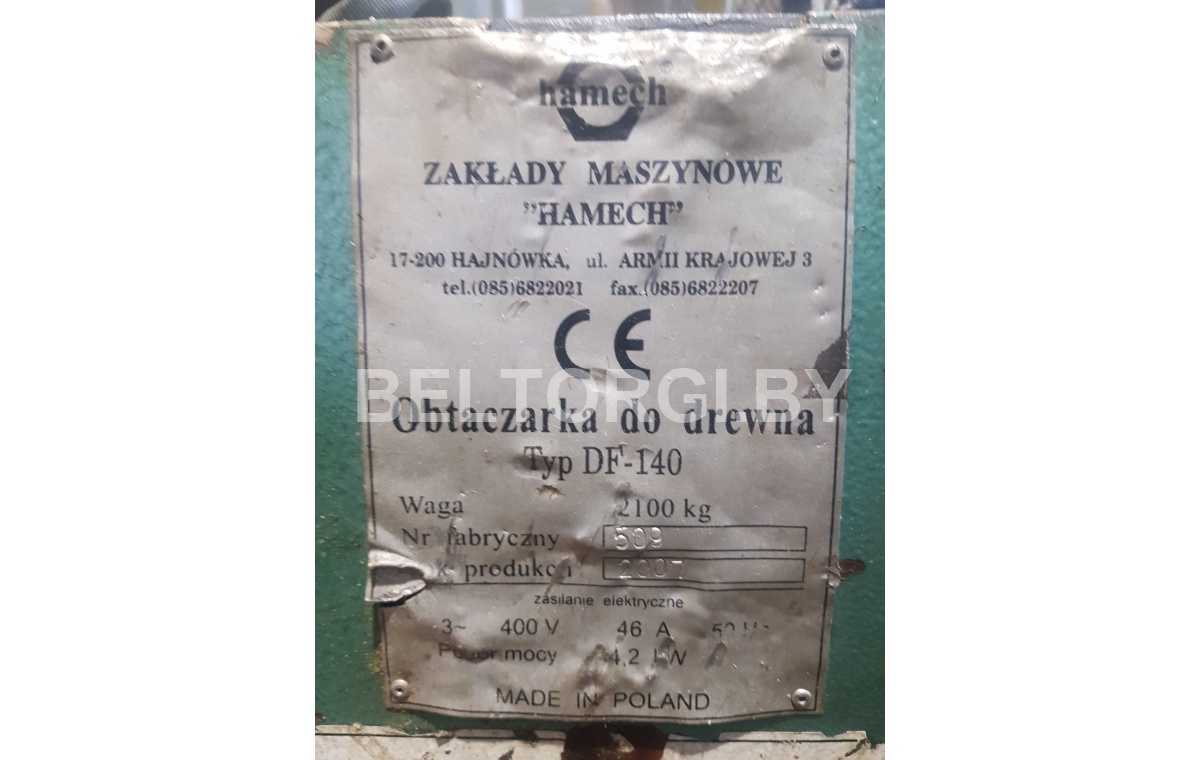 hamech
ZAKŁADY MASZYNOWE
"HAMECH"
17-200 HAJNÓWKA, ul. ARMII KRAJOWEJ 3
tel.(085)6822021 fax.(085)6822207
CE
BELTORGI.BY
Obtaczarka do drewna
Typ DF-140
Waga 2100 kg
Nr fabryczny 509
produkcji 2007
zasilanie elektryczne
3~ 400 V 46 A
mocy
MADE IN POLAND